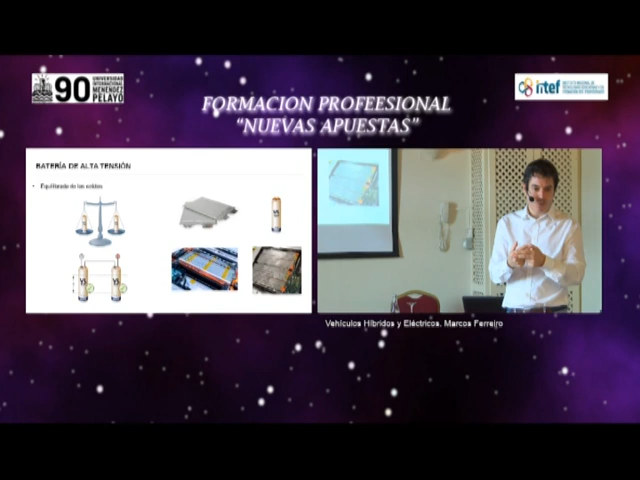 90
UNIVERSIDAD
INTERNACIONAL
MENÉNDEZ
PELAYO
intef
FORMACION PROFEESIONAL
“NUEVAS APUESTAS”
BATERÍA DE ALTA TENSIÓN
• Equilibrado de las celdas
Vehículos Híbridos y Eléctricos. Marcos Ferreiro